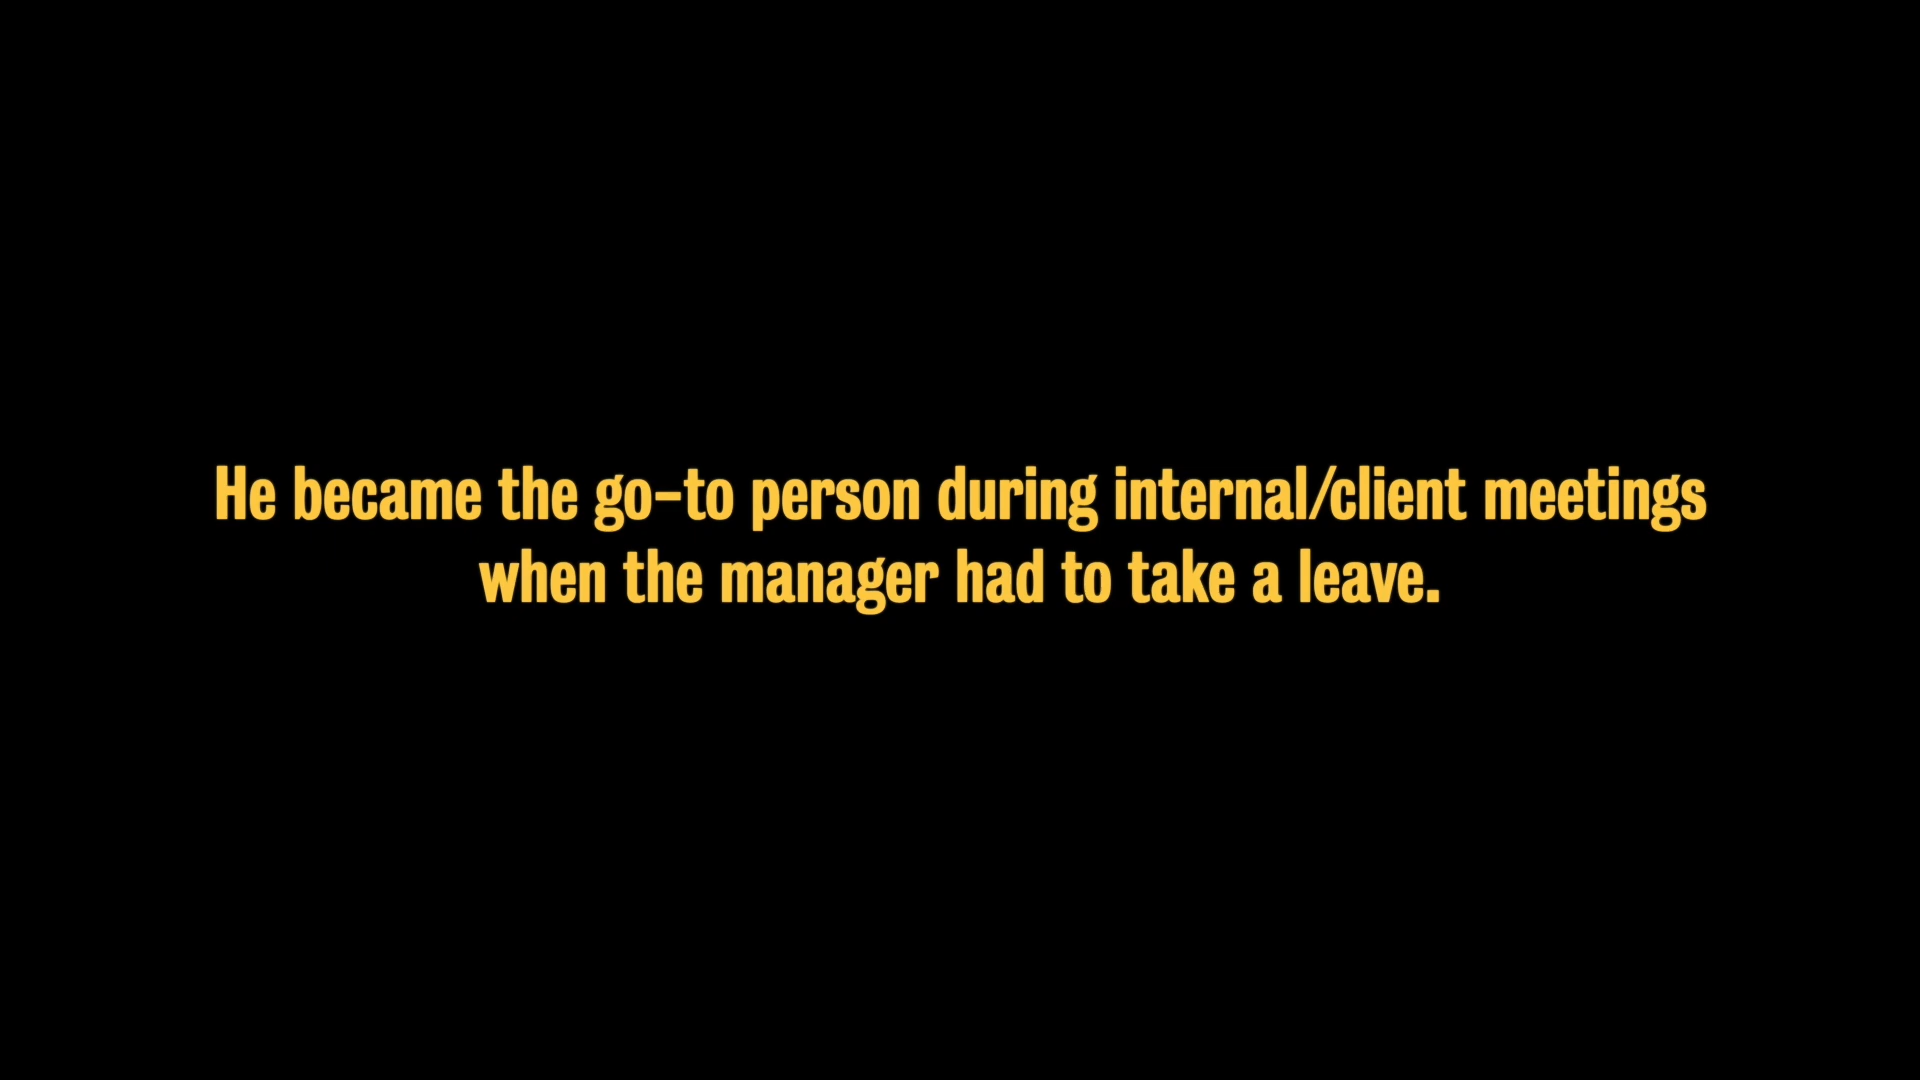 He became the go-to person during internal/client meetings
when the manager had to take a leave.